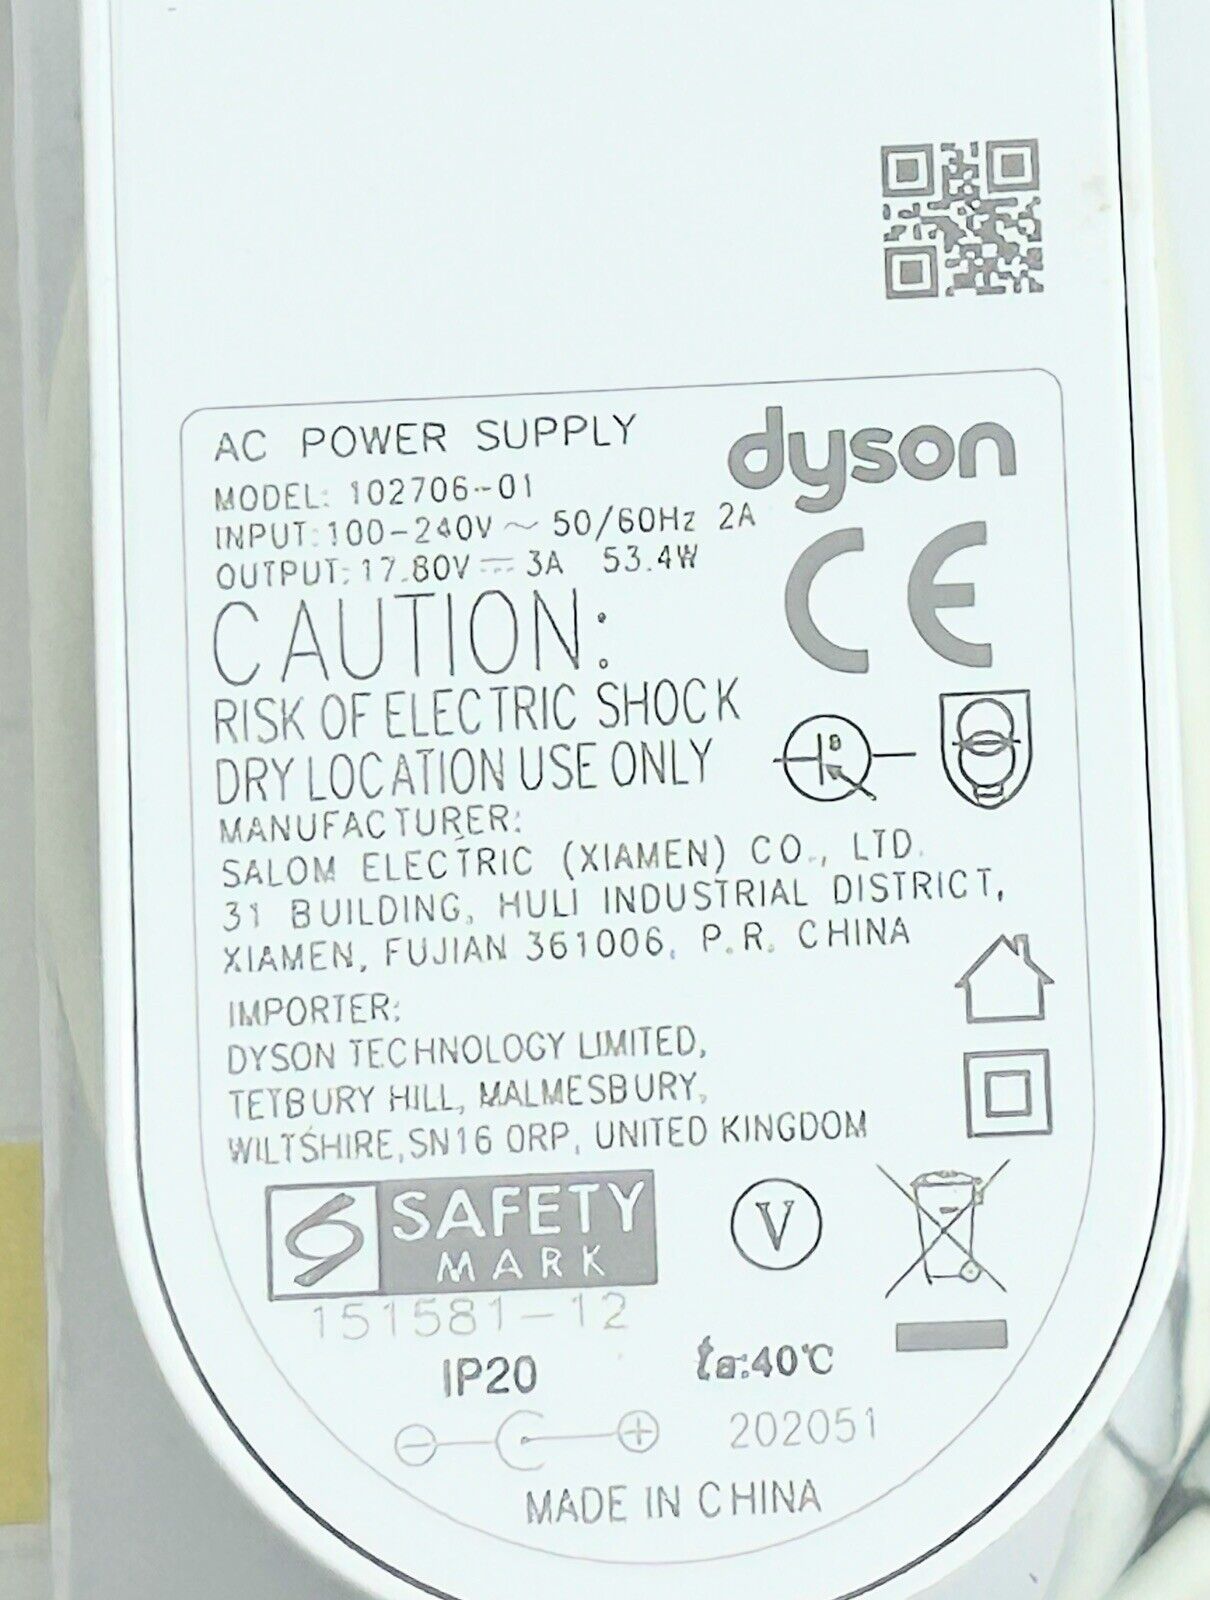 AC POWER SUPPLY
dyson
MODEL: 102706-01
INPUT: 100-240V ~ 50/60Hz 2A
OUTPUT: 17.80V ⎓ 3A 53.4W
CE
CAUTION:
RISK OF ELECTRIC SHOCK
DRY LOCATION USE ONLY
MANUFACTURER:
SALOM ELECTRIC (XIAMEN) CO., LTD.
31 BUILDING, HULI INDUSTRIAL DISTRICT,
XIAMEN, FUJIAN 361006, P.R. CHINA
IMPORTER:
DYSON TECHNOLOGY LIMITED,
TETBURY HILL, MALMESBURY,
WILTSHIRE, SN16 0RP, UNITED KINGDOM
SAFETY
MARK
V
151581-12
IP20
ta:40℃
202051
MADE IN CHINA